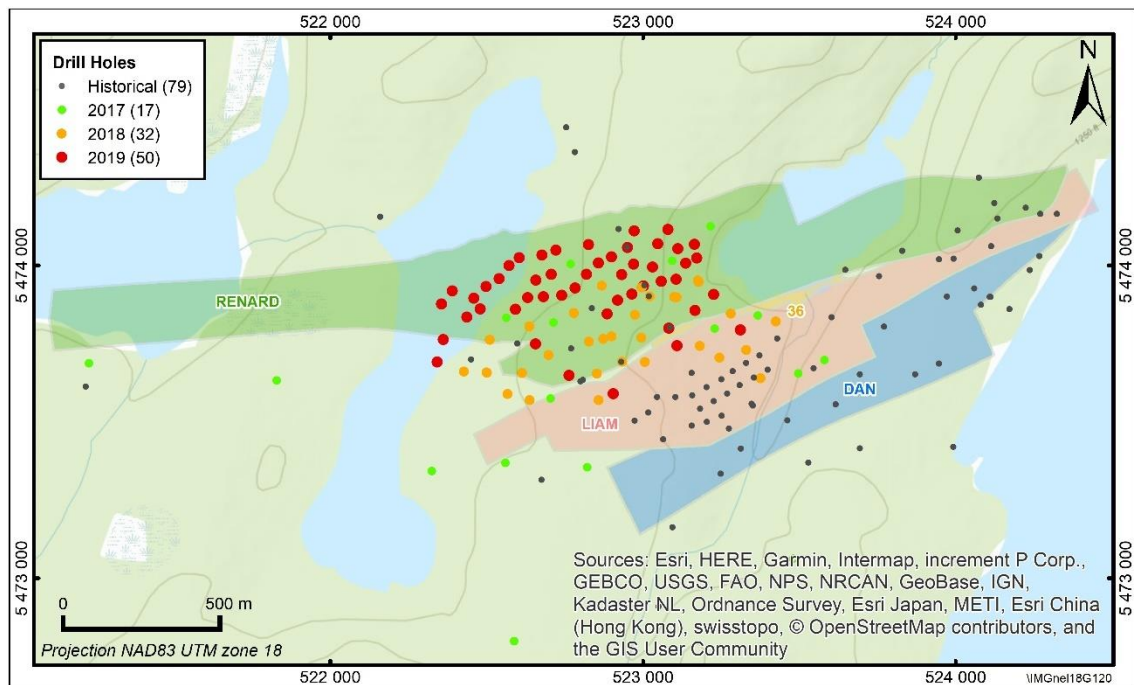 522 000
523 000
524 000
Drill Holes
Historical (79)
2017 (17)
2018 (32)
2019 (50)
N
5 474 000
5 474 000
RENARD
36
DAN
LIAM
5 473 000
5 473 000
0
500 m
Projection NAD83 UTM zone 18
Sources: Esri, HERE, Garmin, Intermap, increment P Corp.,
GEBCO, USGS, FAO, NPS, NRCAN, GeoBase, IGN,
Kadaster NL, Ordnance Survey, Esri Japan, METI, Esri China
(Hong Kong), swisstopo, © OpenStreetMap contributors, and
the GIS User Community
522 000
523 000
524 000
\IMGnel18G120